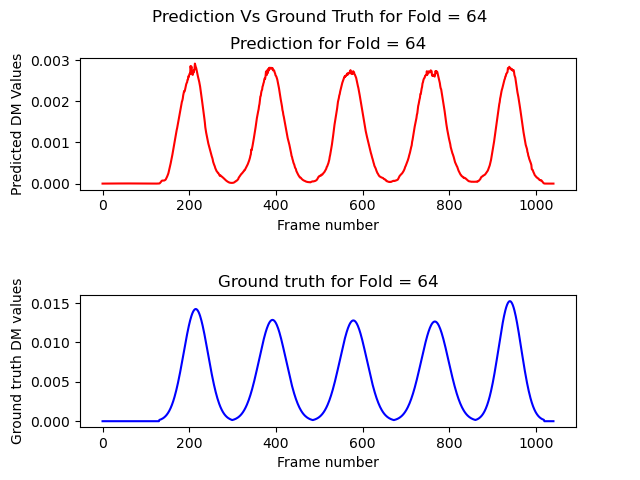 Prediction Vs Ground Truth for Fold = 64
Prediction for Fold = 64
Predicted DM Values
0.003
0.002
0.001
0.000
0 200 400 600 800 1000
Frame number
Ground truth for Fold = 64
Ground truth DM values
0.015
0.010
0.005
0.000
0 200 400 600 800 1000
Frame number